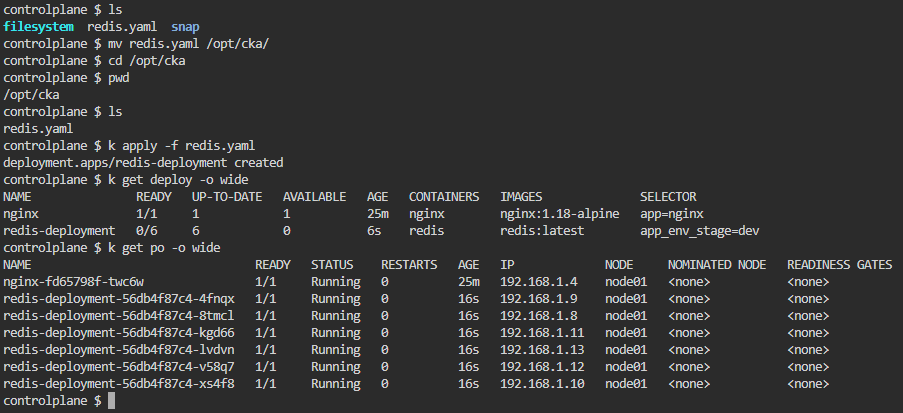 controlplane $ ls
filesystem redis.yaml snap
controlplane $ mv redis.yaml /opt/cka/
controlplane $ cd /opt/cka
controlplane $ pwd
/opt/cka
controlplane $ ls
redis.yaml
controlplane $ k apply -f redis.yaml
deployment.apps/redis-deployment created
controlplane $ k get deploy -o wide
NAME READY UP-TO-DATE AVAILABLE AGE CONTAINERS IMAGES SELECTOR
nginx 1/1 1 1 25m nginx nginx:1.18-alpine app=nginx
redis-deployment 0/6 6 0 6s redis redis:latest app_env_stage=dev
controlplane $ k get po -o wide
NAME READY STATUS RESTARTS AGE IP NODE NOMINATED NODE READINESS GATES
nginx-fd65798f-twc6w 1/1 Running 0 25m 192.168.1.4 node01 <none> <none>
redis-deployment-56db4f87c4-4fnqx 1/1 Running 0 16s 192.168.1.9 node01 <none> <none>
redis-deployment-56db4f87c4-8tmcl 1/1 Running 0 16s 192.168.1.8 node01 <none> <none>
redis-deployment-56db4f87c4-kgd66 1/1 Running 0 16s 192.168.1.11 node01 <none> <none>
redis-deployment-56db4f87c4-lvdvn 1/1 Running 0 16s 192.168.1.13 node01 <none> <none>
redis-deployment-56db4f87c4-v58q7 1/1 Running 0 16s 192.168.1.12 node01 <none> <none>
redis-deployment-56db4f87c4-xs4f8 1/1 Running 0 16s 192.168.1.10 node01 <none> <none>
controlplane $